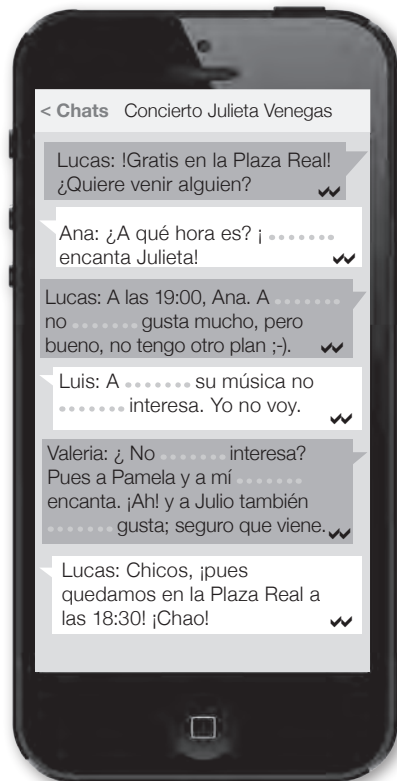 < Chats Concierto Julieta Venegas
Lucas: !Gratis en la Plaza Real!
¿Quiere venir alguien?
Ana: ¿A qué hora es? ¡ .......
encanta Julieta!
Lucas: A las 19:00, Ana. A .......
no ....... gusta mucho, pero
bueno, no tengo otro plan ;-).
Luis: A ....... su música no
....... interesa. Yo no voy.
Valeria: ¿ No ....... interesa?
Pues a Pamela y a mí .......
encanta. ¡Ah! y a Julio también
....... gusta; seguro que viene.
Lucas: Chicos, ¡pues
quedamos en la Plaza Real a
las 18:30! ¡Chao!